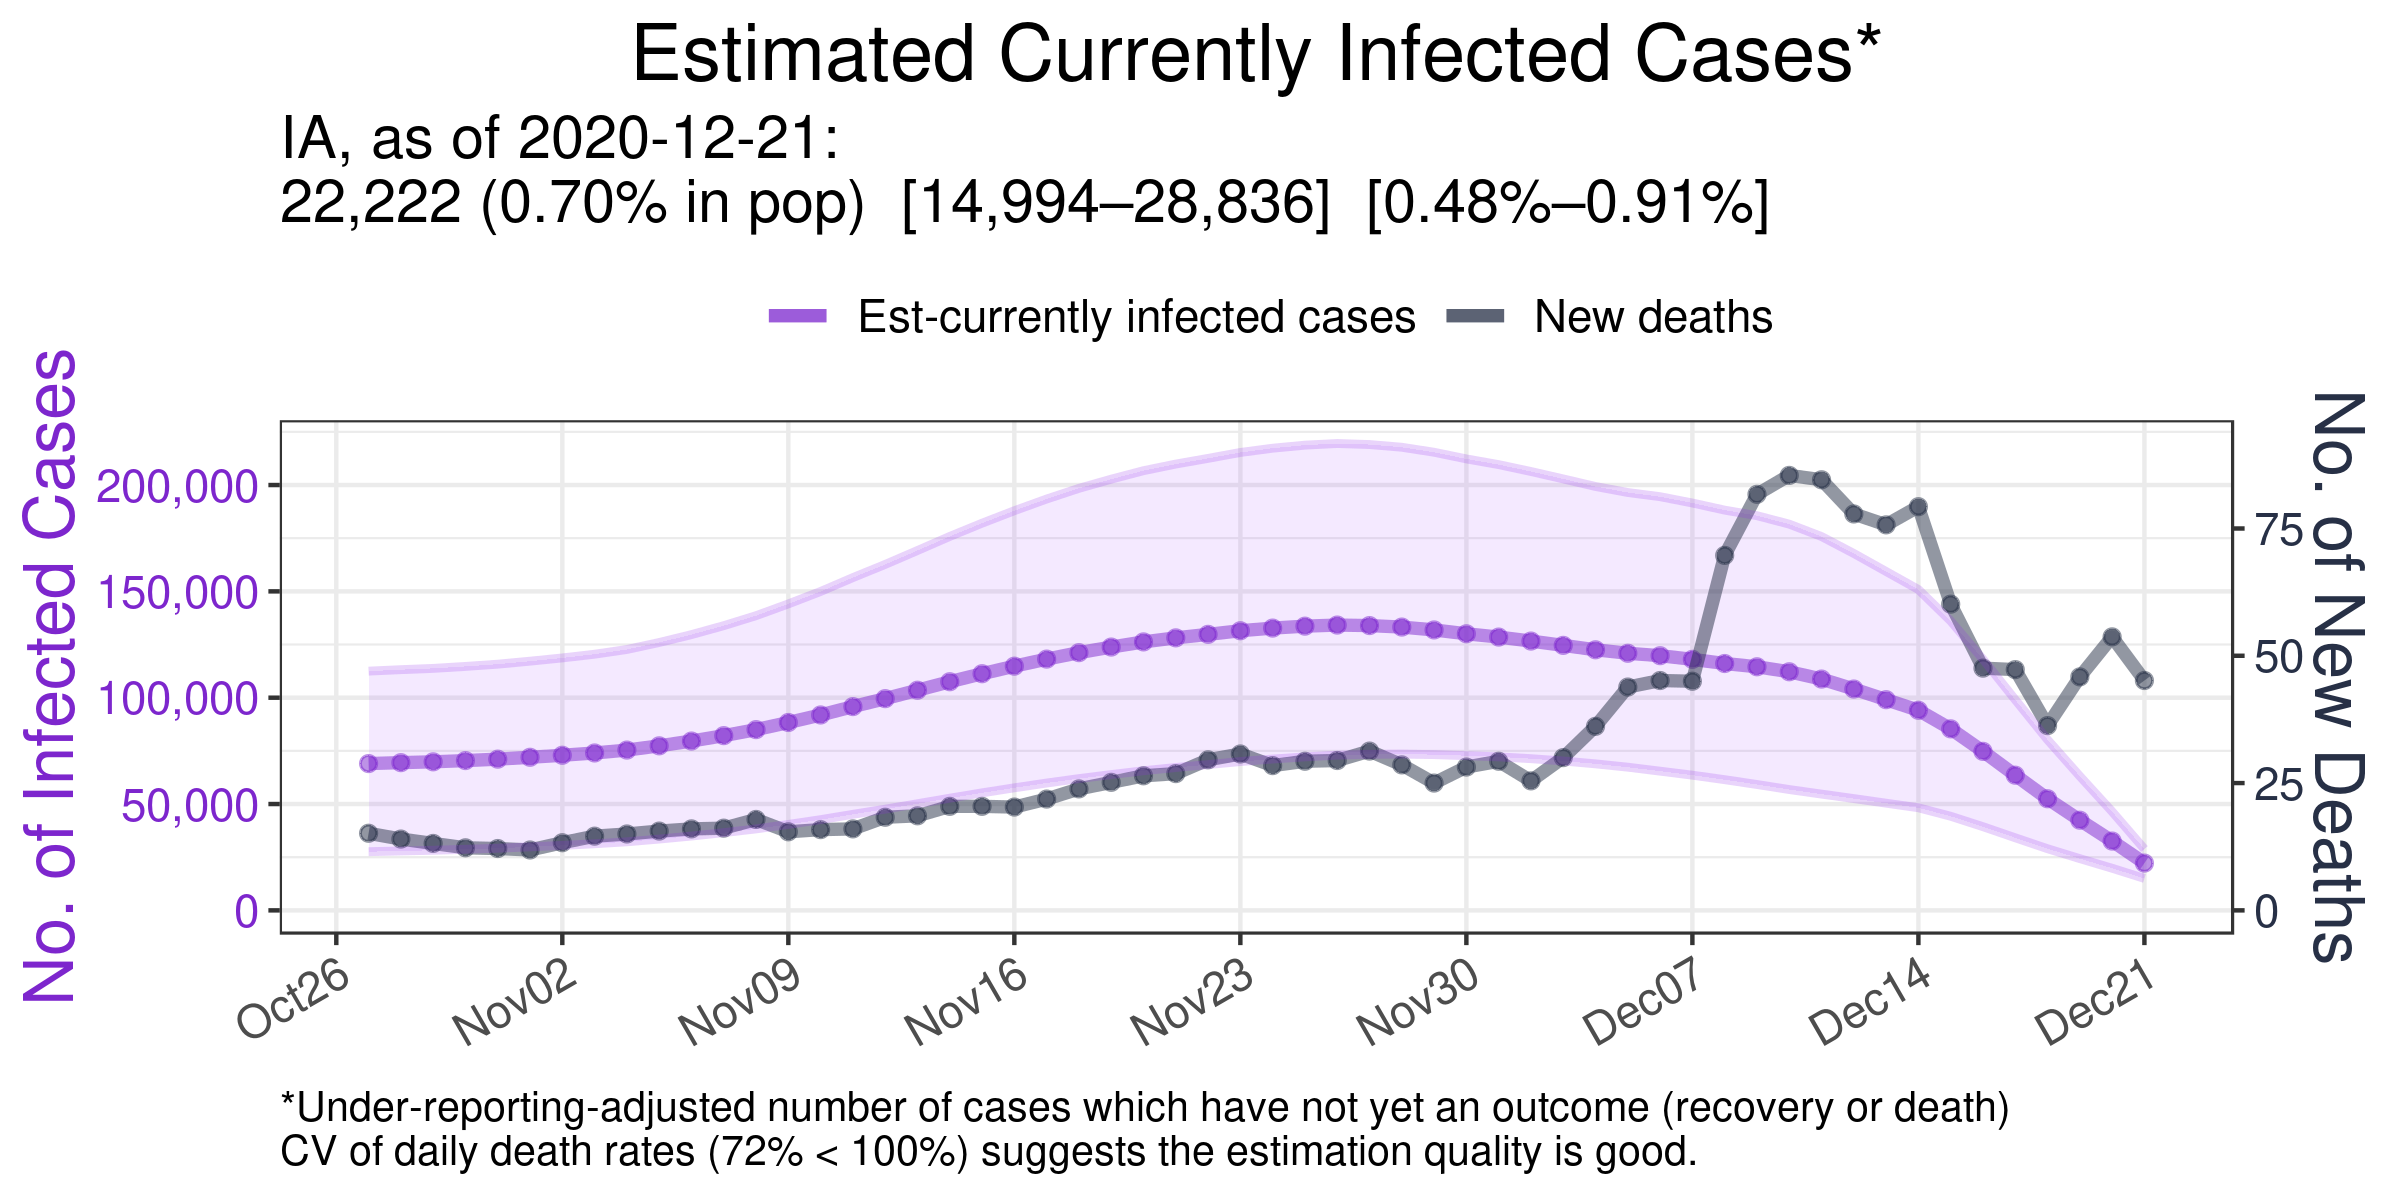 Estimated Currently Infected Cases*
IA, as of 2020-12-21:
22,222 (0.70% in pop)  [14,994–28,836]  [0.48%–0.91%]
Est-currently infected cases
New deaths
No. of Infected Cases
200,000
150,000
100,000
50,000
0
75
50
25
0
No. of New Deaths
Oct26
Nov02
Nov09
Nov16
Nov23
Nov30
Dec07
Dec14
Dec21
*Under-reporting-adjusted number of cases which have not yet an outcome (recovery or death)
CV of daily death rates (72% < 100%) suggests the estimation quality is good.